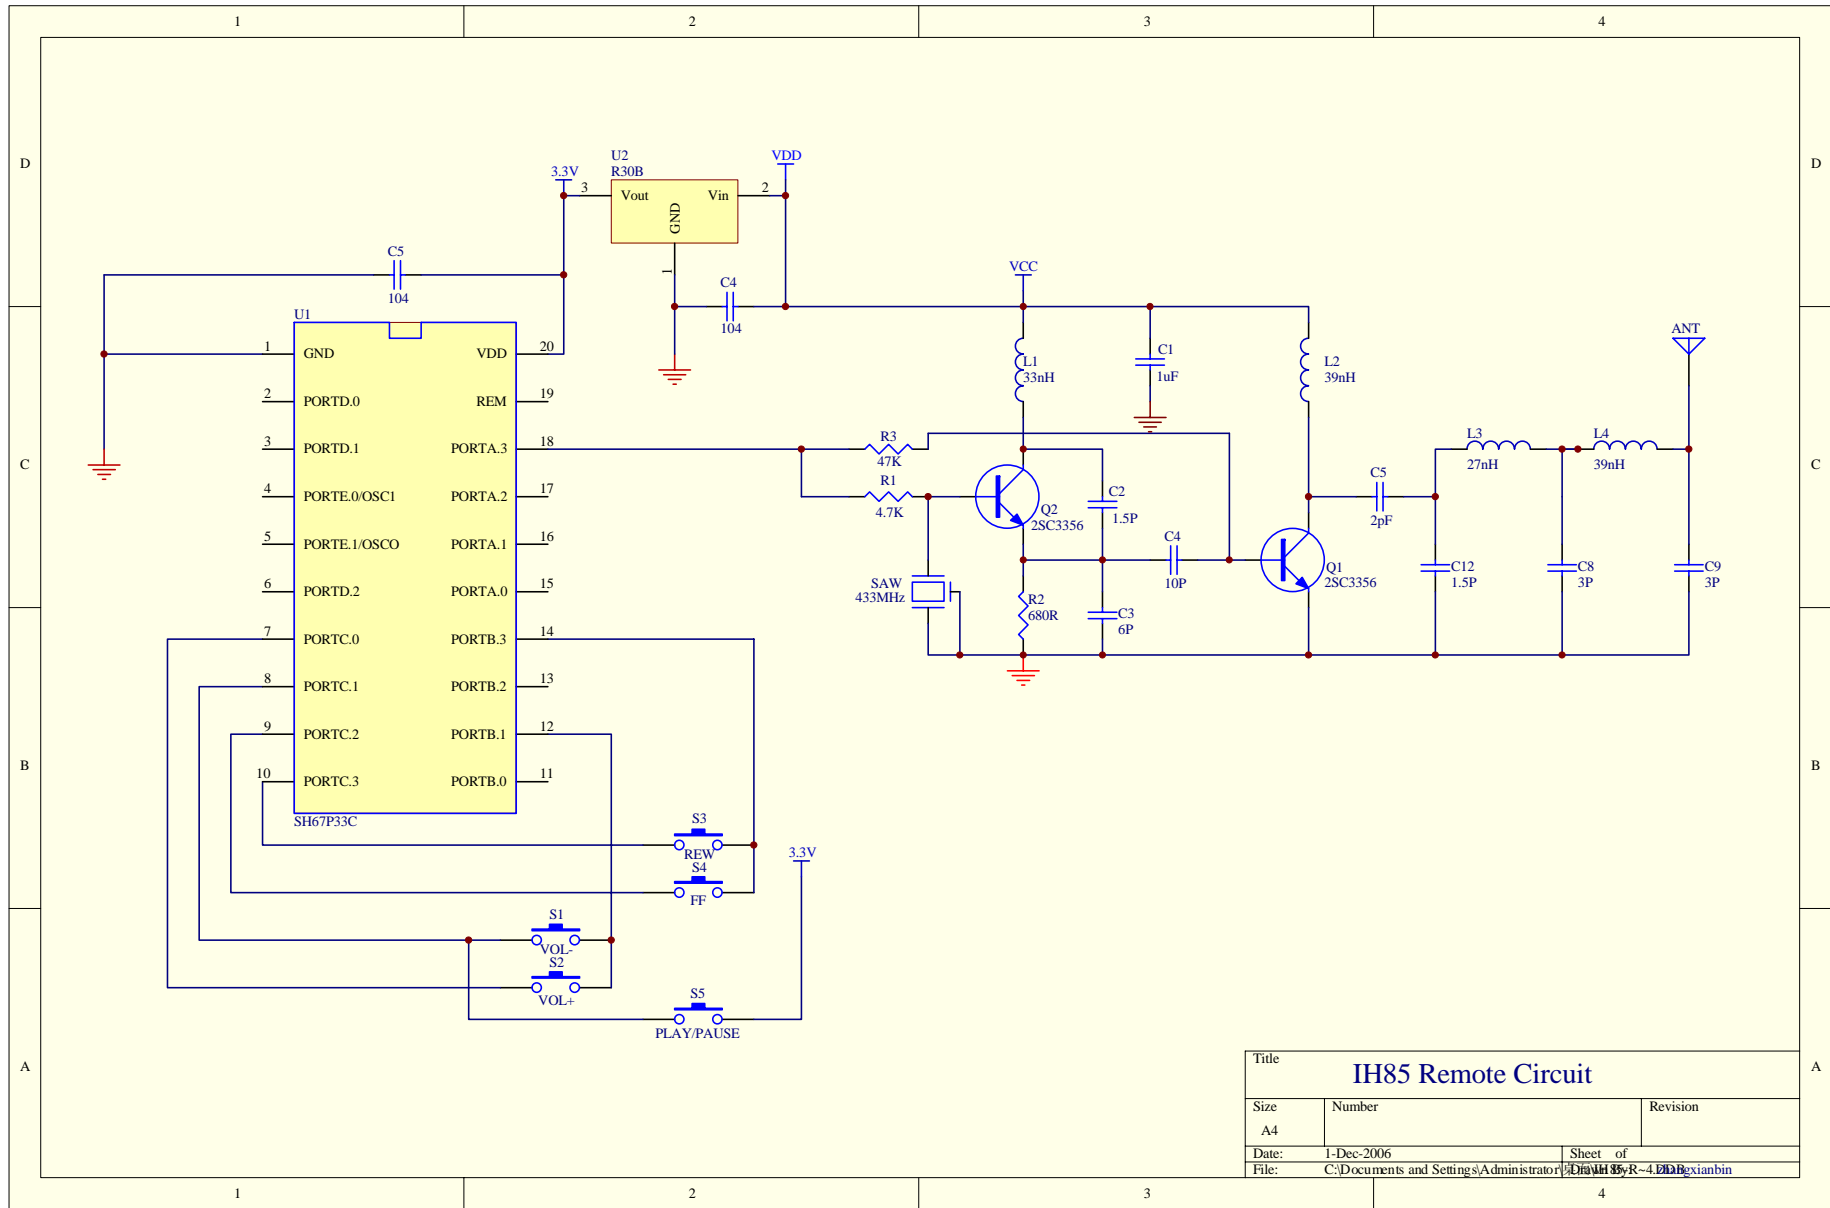 1 2 3 4
D D
U2
R30B
VDD
3.3V
3 Vout Vin 2
GND
1
C5
104
C4
104
VCC
U1
1 GND VDD 20
2 PORTD.0 REM 19
3 PORTD.1 PORTA.3 18
4 PORTE.0/OSC1 PORTA.2 17
5 PORTE.1/OSCO PORTA.1 16
6 PORTD.2 PORTA.0 15
7 PORTC.0 PORTB.3 14
8 PORTC.1 PORTB.2 13
9 PORTC.2 PORTB.1 12
10 PORTC.3 PORTB.0 11
SH67P33C
L1
33nH
C1
1uF
L2
39nH
ANT
C C
R3
47K
R1
4.7K
Q2
2SC3356
C2
1.5P
C4
10P
SAW
433MHz
R2
680R
C3
6P
Q1
2SC3356
C5
2pF
L3
27nH
L4
39nH
C12
1.5P
C8
3P
C9
3P
B B
S3
REW
S4
FF
3.3V
S1
VOL-
S2
VOL+
S5
PLAY/PAUSE
A A
Title
IH85 Remote Circuit
Size Number Revision
A4
Date: 1-Dec-2006 Sheet of
File: C:\Documents and Settings\Administrator\
1 2 3 4